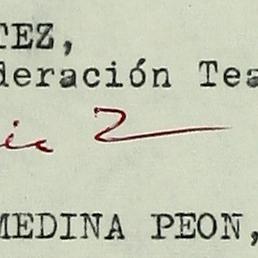 TEZ,
deración Tea
MEDINA PEON,